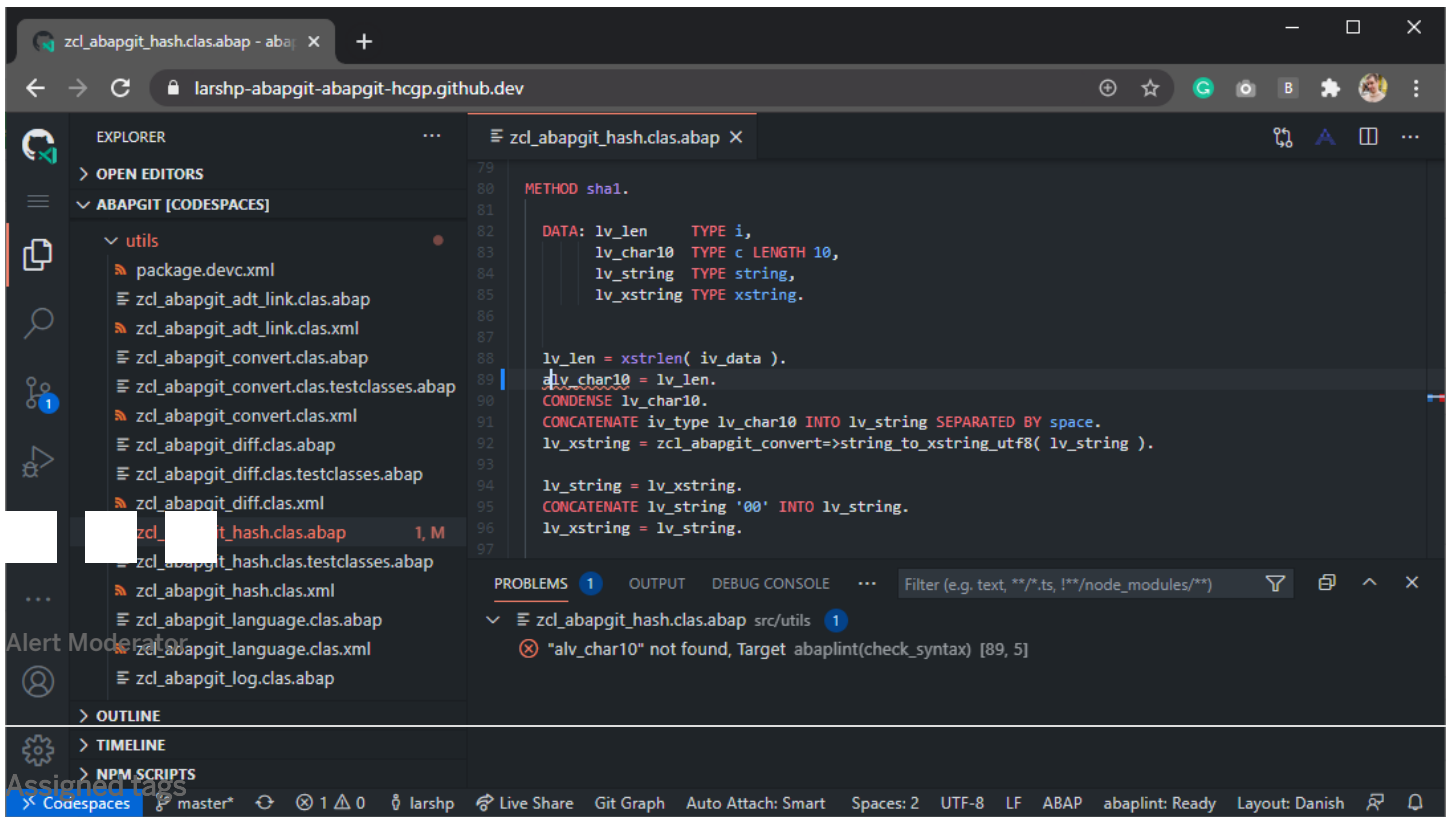 zcl_abapgit_hash.clas.abap - abap
larshp-abapgit-abapgit-hcgp.github.dev
G
B
EXPLORER
OPEN EDITORS
ABAPGIT [CODESPACES]
utils
package.devc.xml
zcl_abapgit_adt_link.clas.abap
zcl_abapgit_adt_link.clas.xml
zcl_abapgit_convert.clas.abap
zcl_abapgit_convert.clas.testclasses.abap
zcl_abapgit_convert.clas.xml
zcl_abapgit_diff.clas.abap
zcl_abapgit_diff.clas.testclasses.abap
zcl_abapgit_diff.clas.xml
zcl_ it_hash.clas.abap 1, M
zcl_abapgit_hash.clas.testclasses.abap
zcl_abapgit_hash.clas.xml
zcl_abapgit_language.clas.abap
zcl_abapgit_language.clas.xml
zcl_abapgit_log.clas.abap
OUTLINE
TIMELINE
NPM SCRIPTS
1
Alert Moderator
Assigned tags
zcl_abapgit_hash.clas.abap
79
80 METHOD sha1.
81
82 DATA: lv_len TYPE i,
83 lv_char10 TYPE c LENGTH 10,
84 lv_string TYPE string,
85 lv_xstring TYPE xstring.
86
87
88 lv_len = xstrlen( iv_data ).
89 alv_char10 = lv_len.
90 CONDENSE lv_char10.
91 CONCATENATE iv_type lv_char10 INTO lv_string SEPARATED BY space.
92 lv_xstring = zcl_abapgit_convert=>string_to_xstring_utf8( lv_string ).
93
94 lv_string = lv_xstring.
95 CONCATENATE lv_string '00' INTO lv_string.
96 lv_xstring = lv_string.
97
PROBLEMS 1 OUTPUT DEBUG CONSOLE ··· Filter (e.g. text, **/*.ts, !**/node_modules/**)
zcl_abapgit_hash.clas.abap src/utils 1
"alv_char10" not found, Target abaplint(check_syntax) [89, 5]
Codespaces master* 1 0 larshp Live Share Git Graph Auto Attach: Smart Spaces: 2 UTF-8 LF ABAP abaplint: Ready Layout: Danish